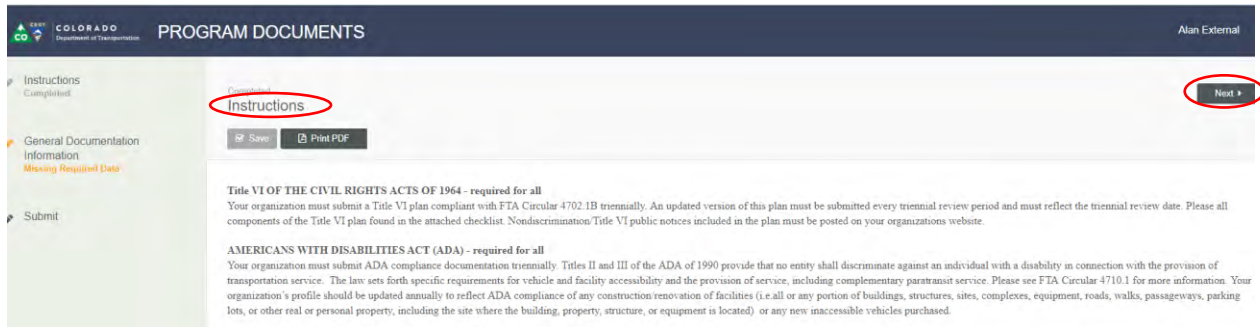 CDOT
CO
COLORADO
Department of Transportation
PROGRAM DOCUMENTS
Alan External
Instructions
Completed
General Documentation
Information
Missing Required Data
Submit
Completed
Instructions
Next
Save
Print PDF
Title VI OF THE CIVIL RIGHTS ACTS OF 1964 - required for all
Your organization must submit a Title VI plan compliant with FTA Circular 4702.1B triennially. An updated version of this plan must be submitted every triennial review period and must reflect the triennial review date. Please all
components of the Title VI plan found in the attached checklist. Nondiscrimination/Title VI public notices included in the plan must be posted on your organizations website.
AMERICANS WITH DISABILITIES ACT (ADA) - required for all
Your organization must submit ADA compliance documentation triennially. Titles II and III of the ADA of 1990 provide that no entity shall discriminate against an individual with a disability in connection with the provision of
transportation service. The law sets forth specific requirements for vehicle and facility accessibility and the provision of service, including complementary paratransit service. Please see FTA Circular 4710.1 for more information. Your
organization's profile should be updated annually to reflect ADA compliance of any construction/renovation of facilities (i.e.all or any portion of buildings, structures, sites, complexes, equipment, roads, walks, passageways, parking
lots, or other real or personal property, including the site where the building, property, structure, or equipment is located) or any new inaccessible vehicles purchased.